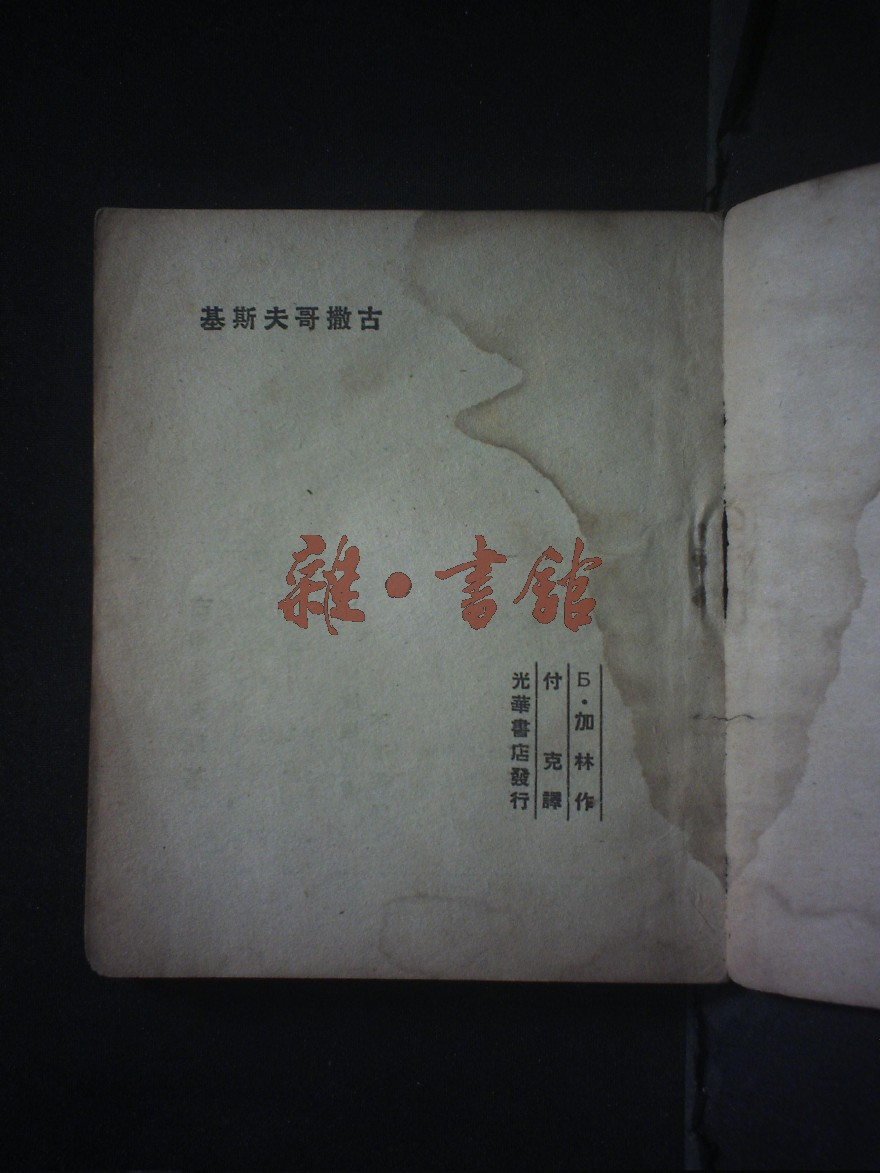 古撒哥夫斯基
雜·書館
Б·加林作
付克譯
光華書店發行